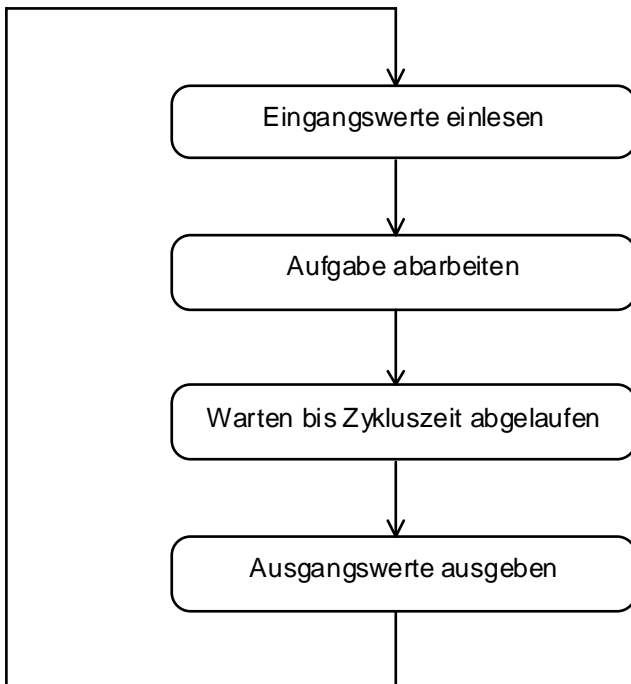 Eingangswerte einlesen
Aufgabe abarbeiten
Warten bis Zykluszeit abgelaufen
Ausgangswerte ausgeben